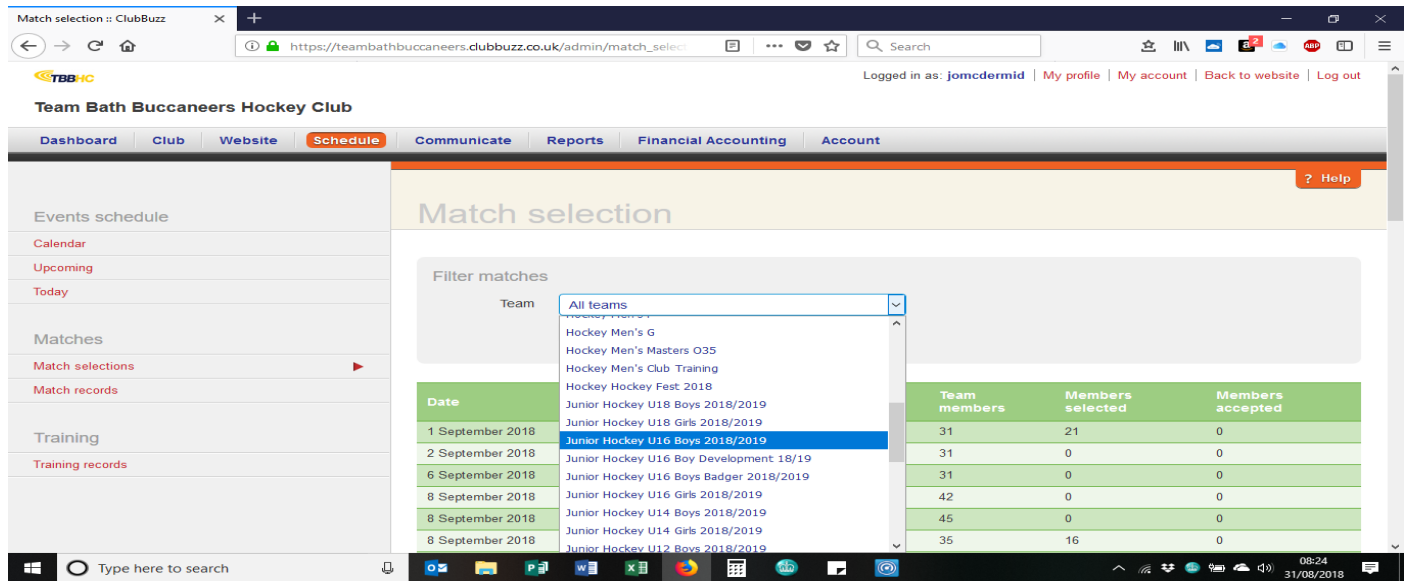 Match selection :: ClubBuzz
https://teambathbuccaneers.clubbuzz.co.uk/admin/match_selec
Search
TBBHC
Logged in as: jomcdermid | My profile | My account | Back to website | Log out
Team Bath Buccaneers Hockey Club
Dashboard Club Website Schedule Communicate Reports Financial Accounting Account
? Help
Match selection
Events schedule
Calendar
Upcoming
Today
Matches
Match selections
Match records
Training
Training records
Filter matches
Team All teams
Hockey Men's G
Hockey Men's Masters O35
Hockey Men's Club Training
Hockey Hockey Fest 2018
Junior Hockey U18 Boys 2018/2019
Junior Hockey U18 Girls 2018/2019
Junior Hockey U16 Boys 2018/2019
Junior Hockey U16 Boy Development 18/19
Junior Hockey U16 Boys Badger 2018/2019
Junior Hockey U16 Girls 2018/2019
Junior Hockey U14 Boys 2018/2019
Junior Hockey U14 Girls 2018/2019
Junior Hockey U12 Boys 2018/2019
Date Team members Members selected Members accepted
1 September 2018 31 21 0
2 September 2018 31 0 0
6 September 2018 31 0 0
8 September 2018 42 0 0
8 September 2018 45 0 0
8 September 2018 35 16 0
Type here to search
08:24
31/08/2018